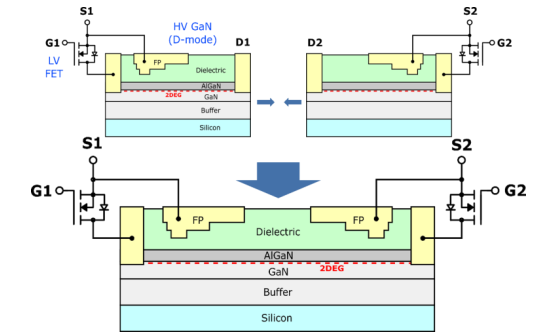 S1
S2
HV GaN
(D-mode)
G1
D1
D2
G2
LV
FET
FP
Dielectric
AlGaN
2DEG
GaN
Buffer
Silicon
S1
S2
G1
G2
FP
FP
Dielectric
AlGaN
2DEG
GaN
Buffer
Silicon